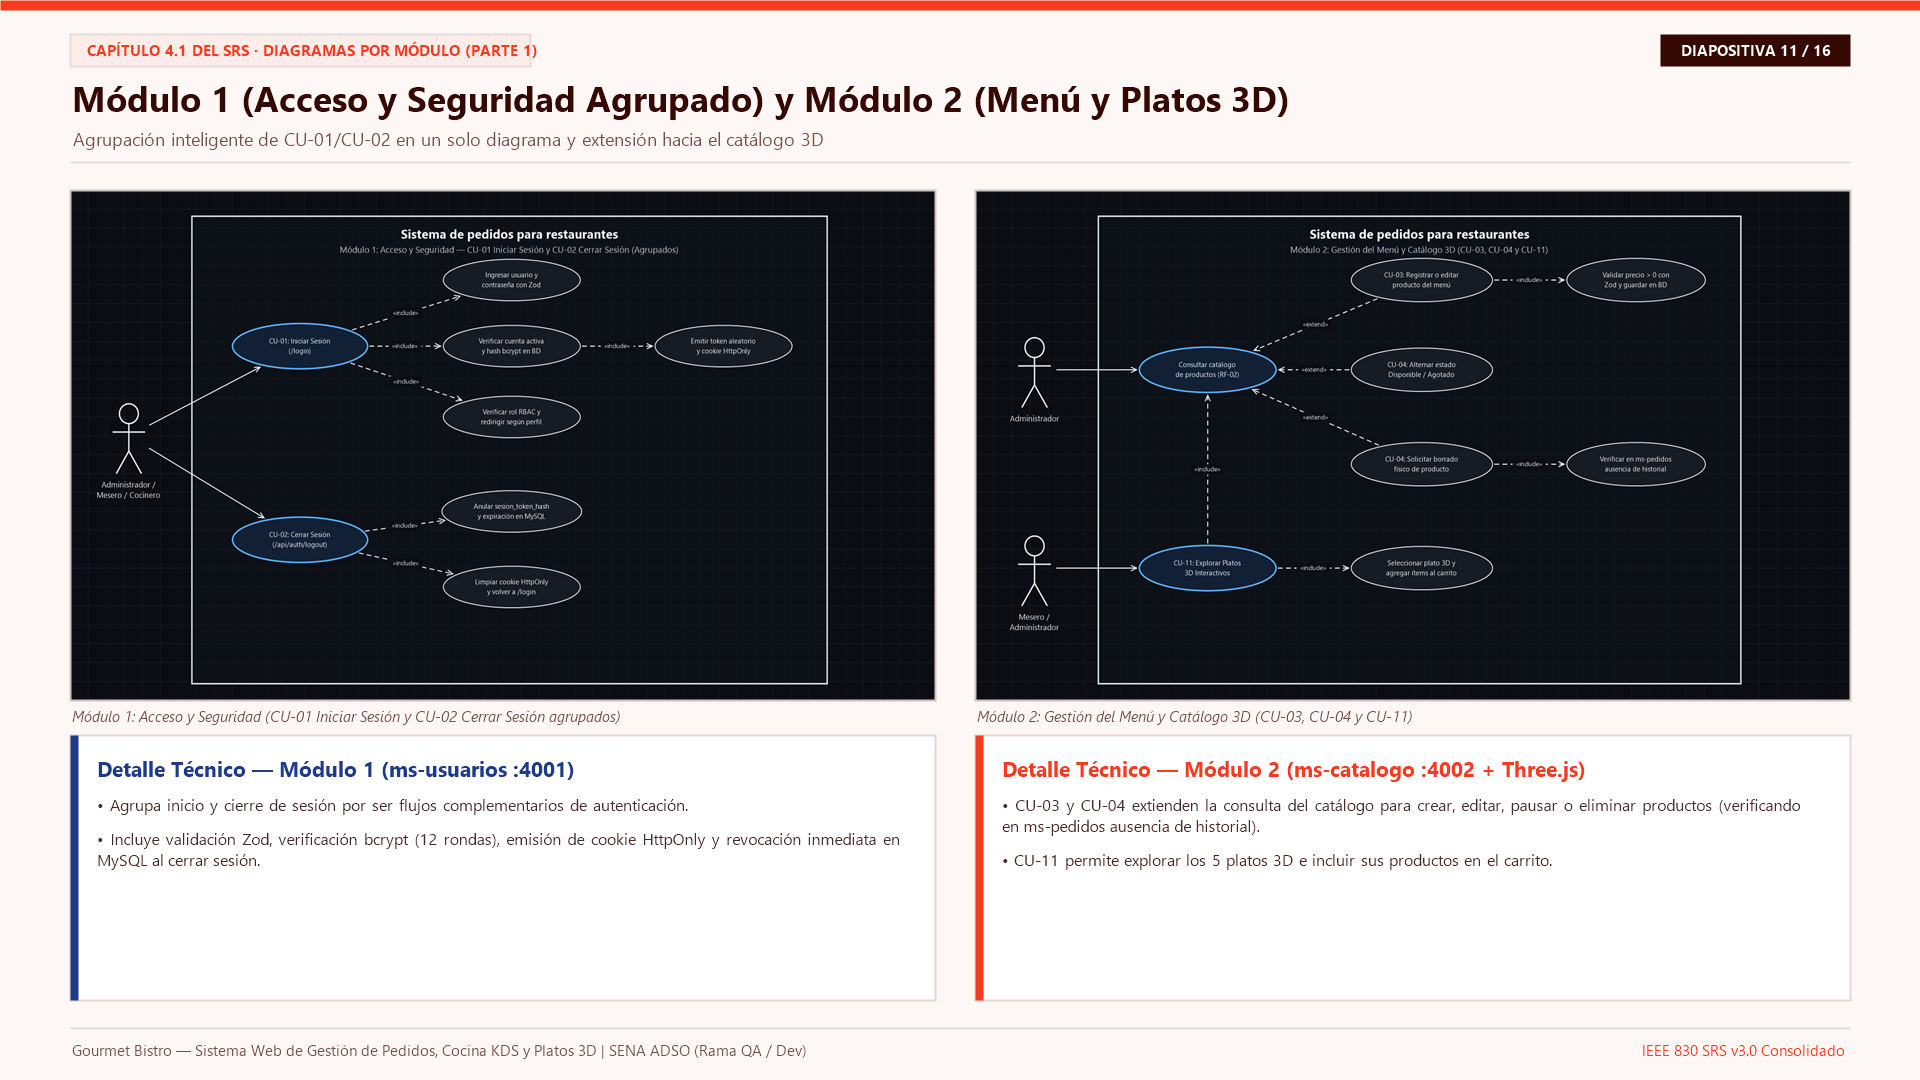 CAPÍTULO 4.1 DEL SRS · DIAGRAMAS POR MÓDULO (PARTE 1)
DIAPOSITIVA 11 / 16
Módulo 1 (Acceso y Seguridad Agrupado) y Módulo 2 (Menú y Platos 3D)
Agrupación inteligente de CU-01/CU-02 en un solo diagrama y extensión hacia el catálogo 3D
Sistema de pedidos para restaurantes
Módulo 1: Acceso y Seguridad — CU-01 Iniciar Sesión y CU-02 Cerrar Sesión (Agrupados)
Ingresar usuario y
contraseña con Zod
«include»
CU-01: Iniciar Sesión
(/login)
«include»
Verificar cuenta activa
y hash bcrypt en BD
«include»
Emitir token aleatorio
y cookie HttpOnly
«include»
Verificar rol RBAC y
redirigir según perfil
Administrador /
Mesero / Cocinero
Anular sesion_token_hash
y expiración en MySQL
«include»
CU-02: Cerrar Sesión
(/api/auth/logout)
«include»
Limpiar cookie HttpOnly
y volver a /login
Módulo 1: Acceso y Seguridad (CU-01 Iniciar Sesión y CU-02 Cerrar Sesión agrupados)
Sistema de pedidos para restaurantes
Módulo 2: Gestión del Menú y Catálogo 3D (CU-03, CU-04 y CU-11)
CU-03: Registrar o editar
producto del menú
«include»
Validar precio > 0 con
Zod y guardar en BD
«extend»
Administrador
Consultar catálogo
de productos (RF-02)
«extend»
CU-04: Alternar estado
Disponible / Agotado
«extend»
CU-04: Solicitar borrado
físico de producto
«include»
Verificar en ms-pedidos
ausencia de historial
«include»
Mesero /
Administrador
CU-11: Explorar Platos
3D Interactivos
«include»
Seleccionar plato 3D y
agregar ítems al carrito
Módulo 2: Gestión del Menú y Catálogo 3D (CU-03, CU-04 y CU-11)
Detalle Técnico — Módulo 1 (ms-usuarios :4001)
• Agrupa inicio y cierre de sesión por ser flujos complementarios de autenticación.
• Incluye validación Zod, verificación bcrypt (12 rondas), emisión de cookie HttpOnly y revocación inmediata en
MySQL al cerrar sesión.
Detalle Técnico — Módulo 2 (ms-catalogo :4002 + Three.js)
• CU-03 y CU-04 extienden la consulta del catálogo para crear, editar, pausar o eliminar productos (verificando
en ms-pedidos ausencia de historial).
• CU-11 permite explorar los 5 platos 3D e incluir sus productos en el carrito.
Gourmet Bistro — Sistema Web de Gestión de Pedidos, Cocina KDS y Platos 3D | SENA ADSO (Rama QA / Dev)
IEEE 830 SRS v3.0 Consolidado